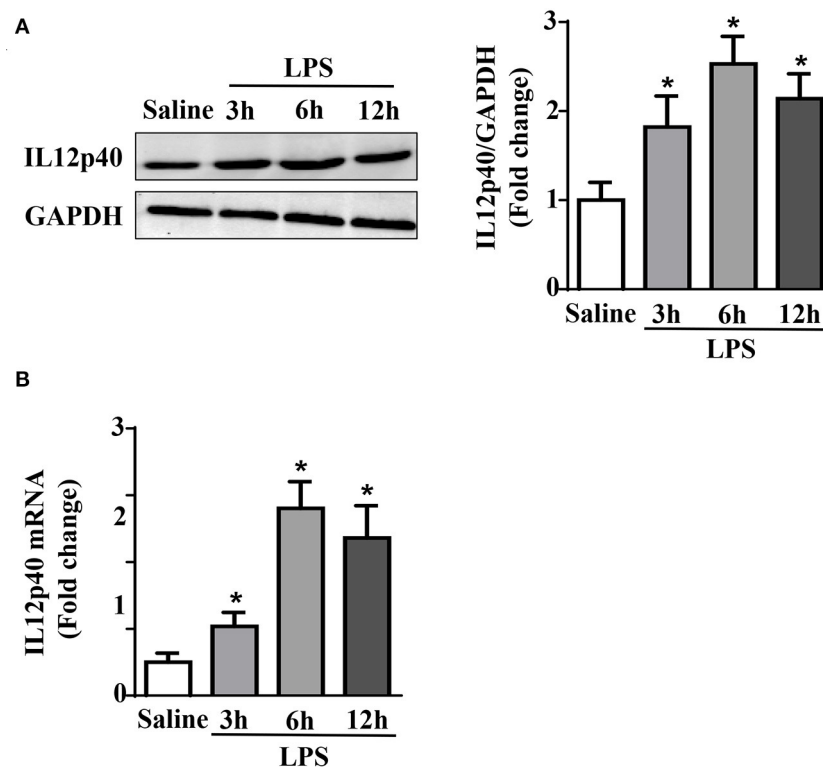 A
LPS
Saline 3h 6h 12h
IL12p40
GAPDH
IL12p40/GAPDH
(Fold change)
3
2
1
0
* * *
Saline 3h 6h 12h
LPS
B
IL12p40 mRNA
(Fold change)
3
2
1
0
* * *
Saline 3h 6h 12h
LPS